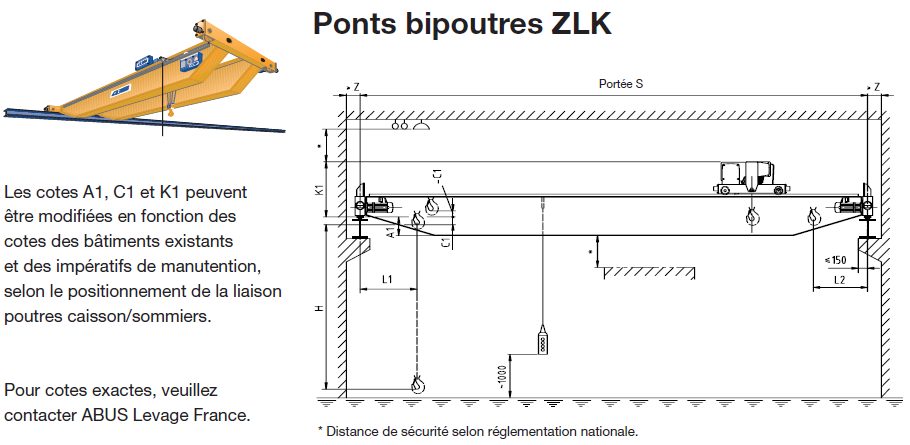 Ponts bipoutres ZLK
Les cotes A1, C1 et K1 peuvent
être modifiées en fonction des
cotes des bâtiments existants
et des impératifs de manutention,
selon le positionnement de la liaison
poutres caisson/sommiers.
Pour cotes exactes, veuillez
contacter ABUS Levage France.
Z
Portée S
Z
*
K1
-C1
A1
C1
*
≤150
L1
L2
H
~1000
* Distance de sécurité selon réglementation nationale.